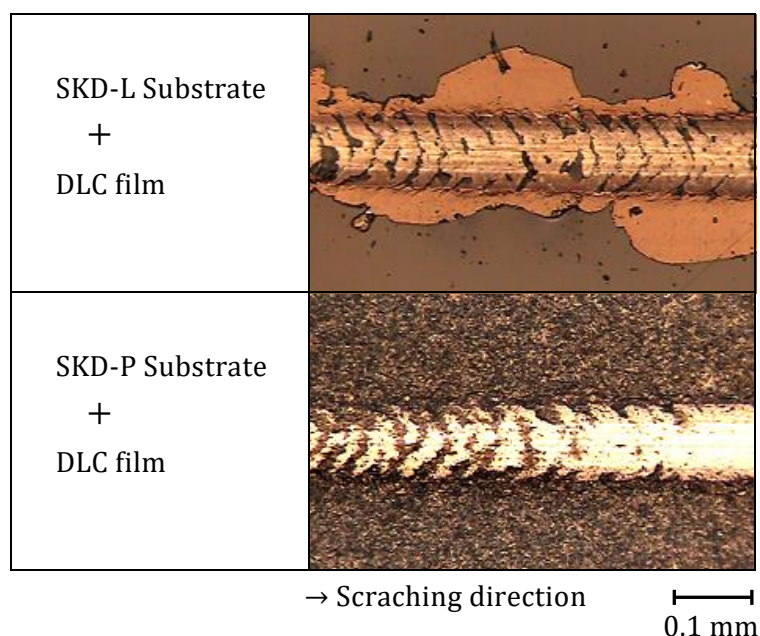 SKD-L Substrate
+
DLC film
SKD-P Substrate
+
DLC film
→ Scraching direction
0.1 mm